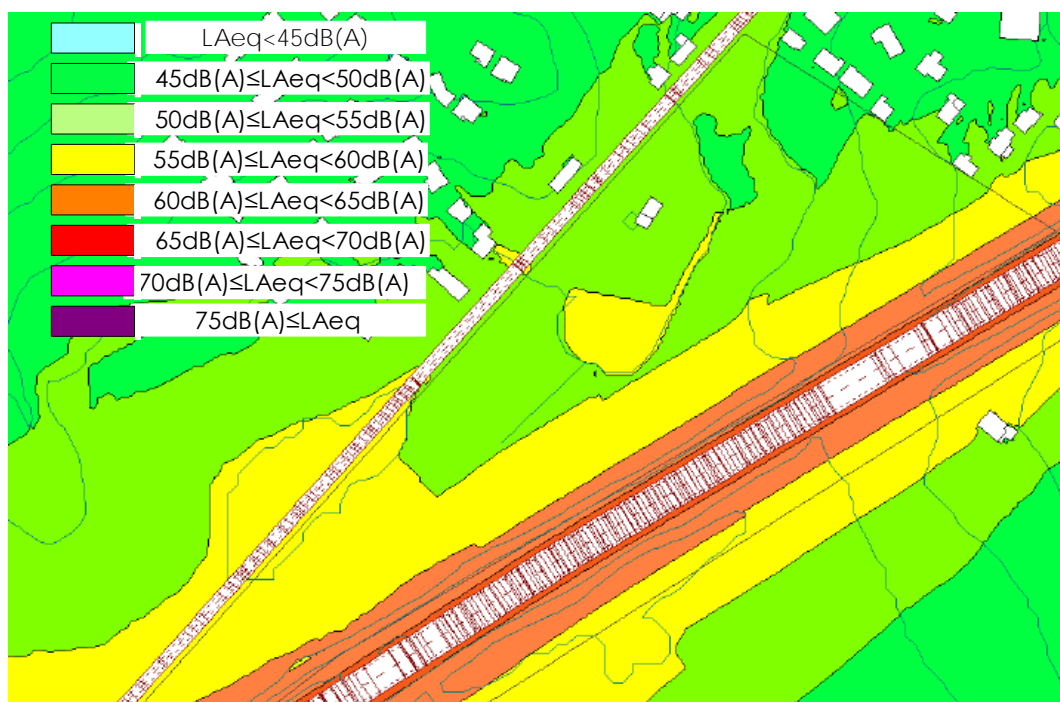 LAeq<45dB(A)
45dB(A)≤LAeq<50dB(A)
50dB(A)≤LAeq<55dB(A)
55dB(A)≤LAeq<60dB(A)
60dB(A)≤LAeq<65dB(A)
65dB(A)≤LAeq<70dB(A)
70dB(A)≤LAeq<75dB(A)
75dB(A)≤LAeq